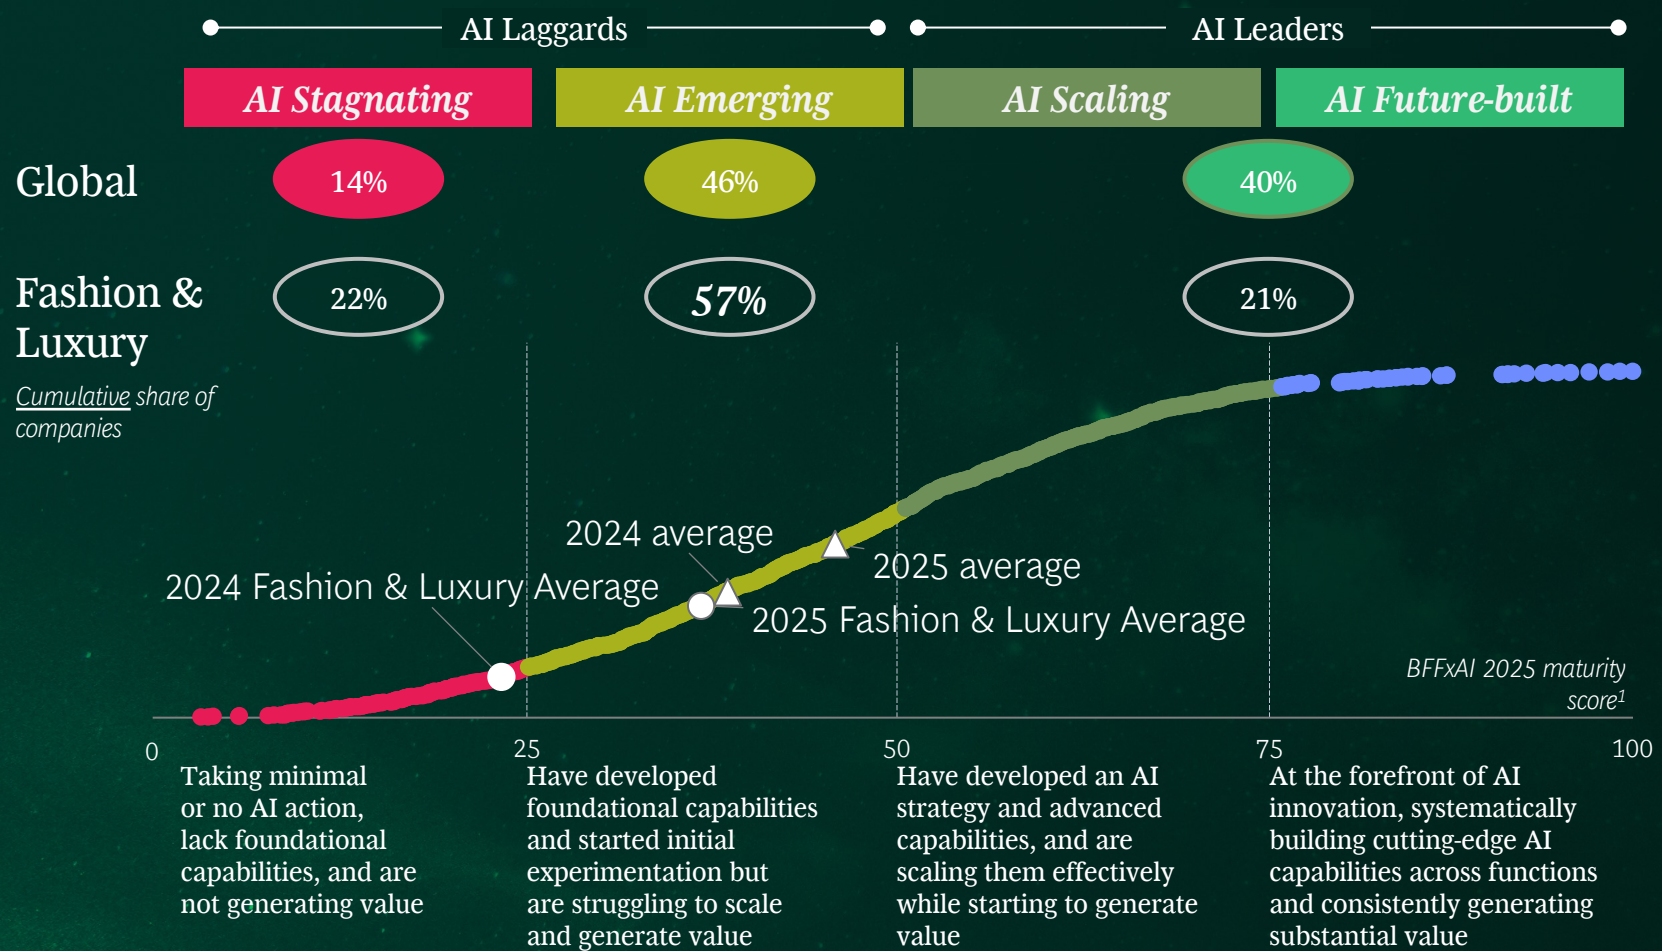 AI Laggards
AI Leaders
AI Stagnating
AI Emerging
AI Scaling
AI Future-built
Global
14%
46%
40%
Fashion &
Luxury
22%
57%
21%
Cumulative share of
companies
2024 average
2025 average
2024 Fashion & Luxury Average
2025 Fashion & Luxury Average
BFFxAI 2025 maturity
score¹
0
25
50
75
100
Taking minimal
or no AI action,
lack foundational
capabilities, and are
not generating value
Have developed
foundational capabilities
and started initial
experimentation but
are struggling to scale
and generate value
Have developed an AI
strategy and advanced
capabilities, and are
scaling them effectively
while starting to generate
value
At the forefront of AI
innovation, systematically
building cutting-edge AI
capabilities across functions
and consistently generating
substantial value